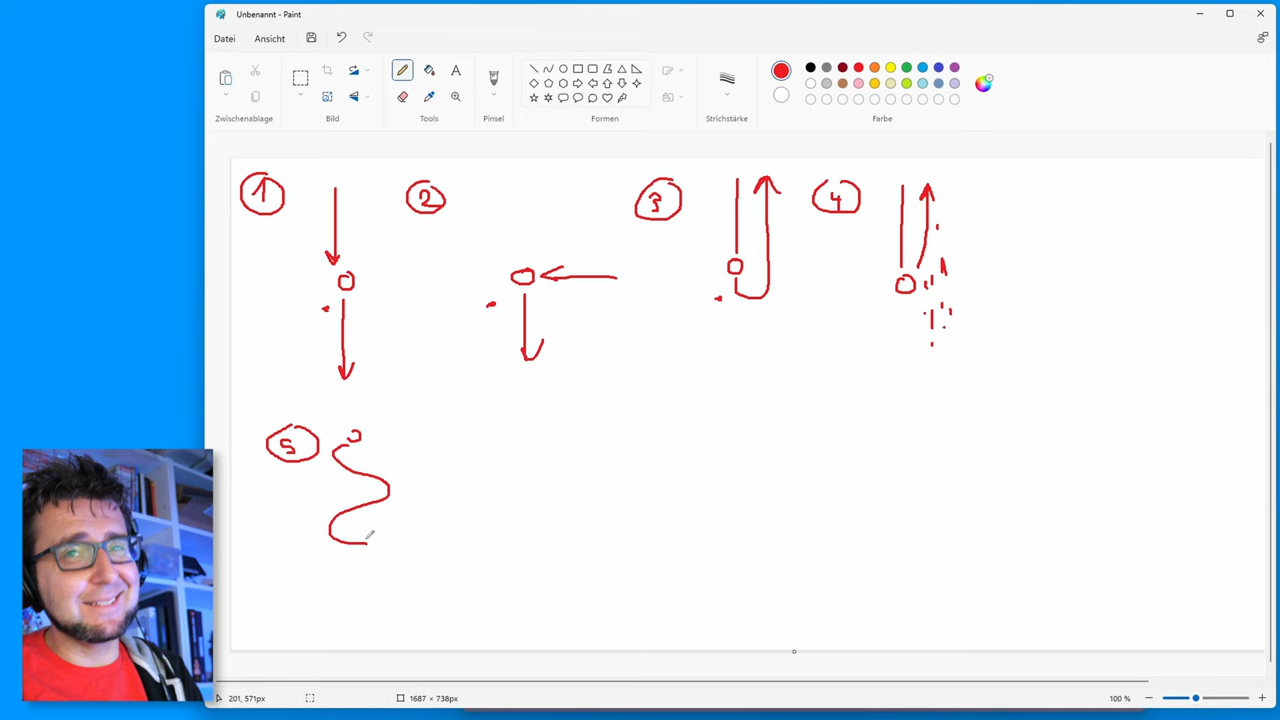 Unbenannt - Paint
Datei Ansicht
A
Zwischenablage Bild Tools Pinsel Formen Strichstärke Farbe
1 2 3 4
5
201, 571px 1687 × 738px 100 %